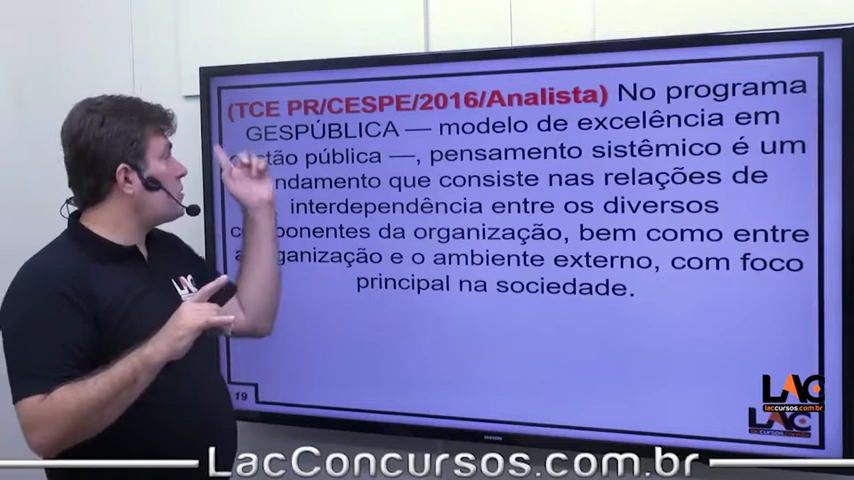 (TCE PR/CESPE/2016/Analista) No programa
GESPÚBLICA — modelo de excelência em
pública —, pensamento sistêmico é um
que consiste nas relações de
interdependência entre os diversos
da organização, bem como entre
e o ambiente externo, com foco
principal na sociedade.
19
LAC
laccursos.com.br
LAC
LacConcursos.com.br